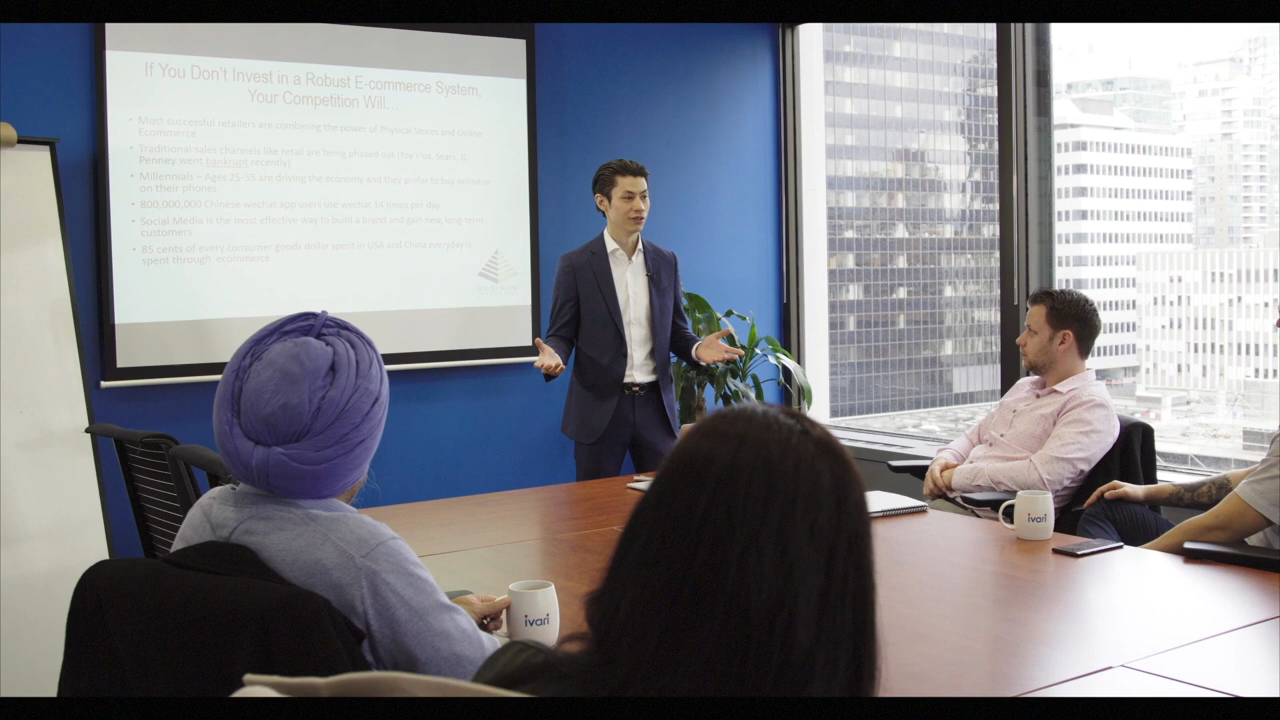 If You Don't Invest in a Robust E-commerce System,
Your Competition Will...
• Most successful retailers are combining the power of Physical Stores and Online
Ecommerce
• Traditional sales channels like retail are being phased out (Toy r 'us, Sears, JC
Penney went bankrupt recently)
• Millennials – Ages 25-35 are driving the economy and they prefer to buy online or
on their phones
• 800,000,000 Chinese wechat app users use wechat 14 times per day
• Social Media is the most effective way to build a brand and gain new, long-term
customers
• 85 cents of every consumer goods dollar spent in USA and China everyday is
spent through ecommerce
ivari
ivari